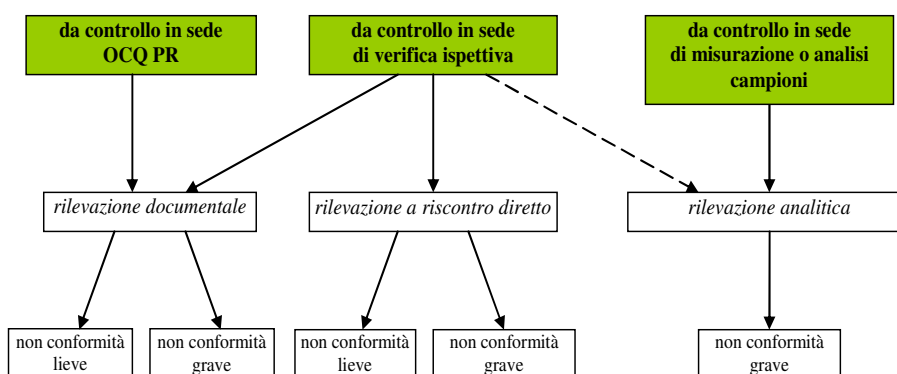 da controllo in sede
OCQ PR
da controllo in sede
di verifica ispettiva
da controllo in sede
di misurazione o analisi
campioni
rilevazione documentale
rilevazione a riscontro diretto
rilevazione analitica
non conformità
lieve
non conformità
grave
non conformità
lieve
non conformità
grave
non conformità
grave